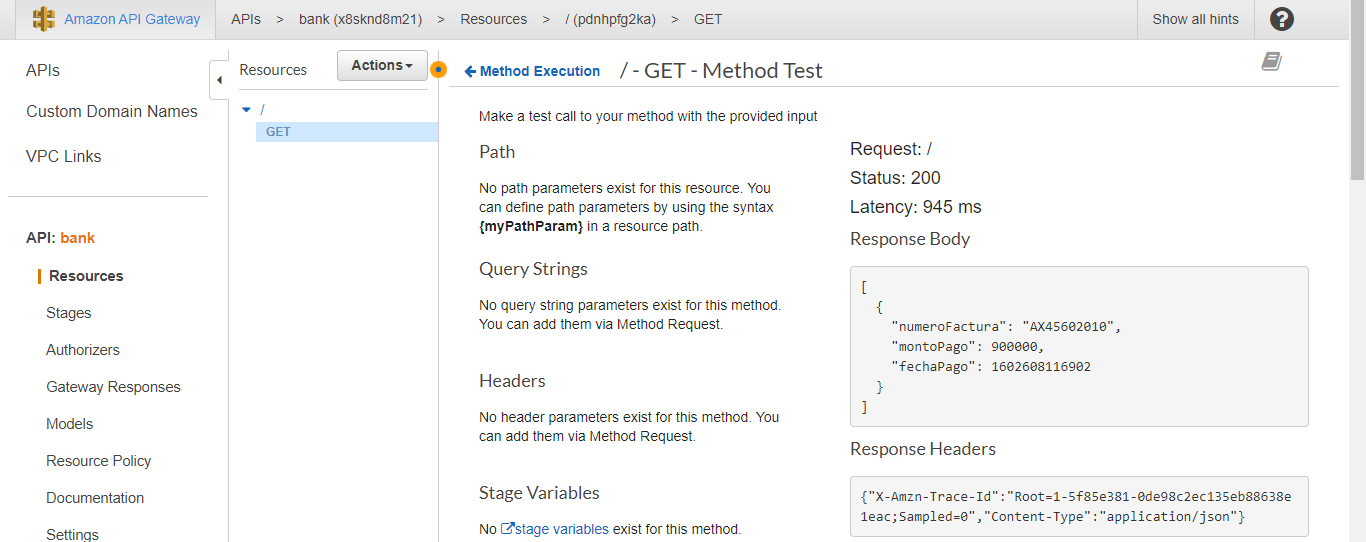 Amazon API Gateway
APIs > bank (x8sknd8m21) > Resources > / (pdnhpfg2ka) > GET
Show all hints
?
APIs
Custom Domain Names
VPC Links
API: bank
Resources
Stages
Authorizers
Gateway Responses
Models
Resource Policy
Documentation
Settings
Resources
Actions
/
GET
Method Execution
/ - GET - Method Test
Make a test call to your method with the provided input
Path
No path parameters exist for this resource. You
can define path parameters by using the syntax
{myPathParam} in a resource path.
Query Strings
No query string parameters exist for this method.
You can add them via Method Request.
Headers
No header parameters exist for this method. You
can add them via Method Request.
Stage Variables
No stage variables exist for this method.
Request: /
Status: 200
Latency: 945 ms
Response Body
[
{
"numeroFactura": "AX45602010",
"montoPago": 900000,
"fechaPago": 1602608116902
}
]
Response Headers
{"X-Amzn-Trace-Id":"Root=1-5f85e381-0de98c2ec135eb88638e
1eac;Sampled=0","Content-Type":"application/json"}